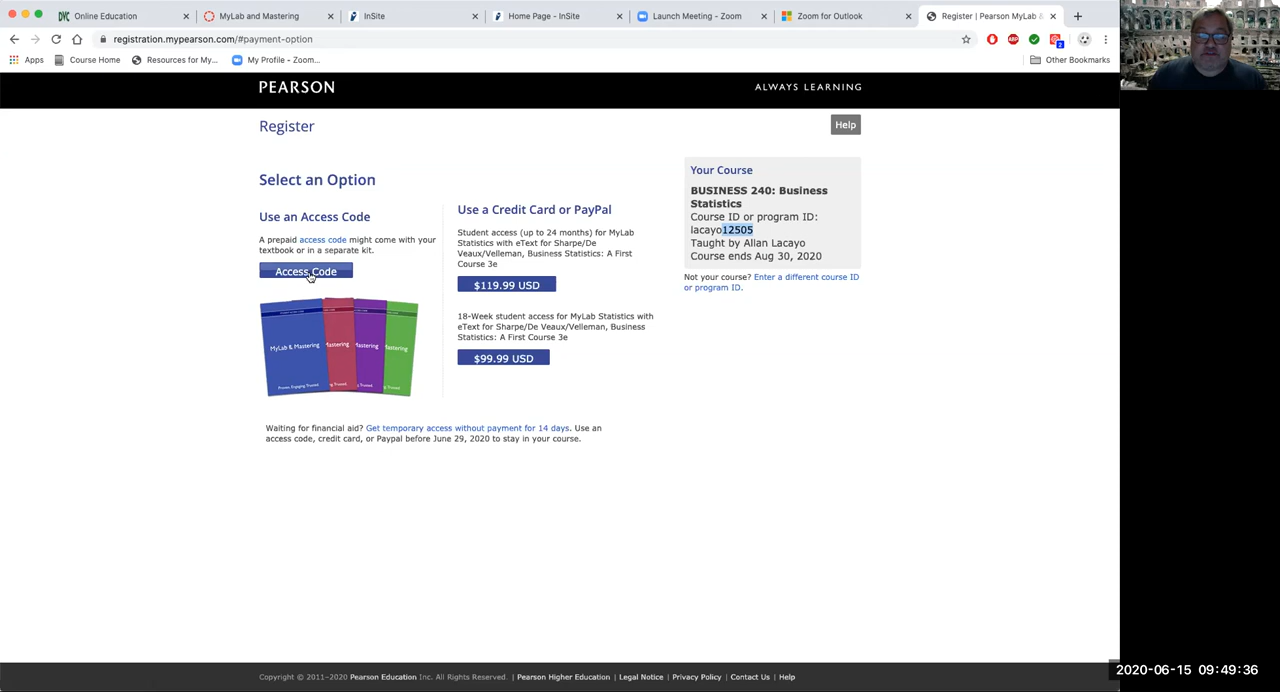 Online Education
MyLab and Mastering
InSite
Home Page - InSite
Launch Meeting - Zoom
Zoom for Outlook
Register | Pearson MyLab &
registration.mypearson.com/#payment-option
Apps
Course Home
Resources for My...
My Profile - Zoom...
Other Bookmarks
PEARSON
ALWAYS LEARNING
Register
Help
Select an Option
Use an Access Code
A prepaid access code might come with your
textbook or in a separate kit.
Access Code
MyLab & Mastering
Mastering
Mastering
Mastering
Use a Credit Card or PayPal
Student access (up to 24 months) for MyLab
Statistics with eText for Sharpe/De
Veaux/Velleman, Business Statistics: A First
Course 3e
$119.99 USD
18-Week student access for MyLab Statistics with
eText for Sharpe/De Veaux/Velleman, Business
Statistics: A First Course 3e
$99.99 USD
Your Course
BUSINESS 240: Business
Statistics
Course ID or program ID:
lacayo12505
Taught by Allan Lacayo
Course ends Aug 30, 2020
Not your course? Enter a different course ID
or program ID.
Waiting for financial aid? Get temporary access without payment for 14 days. Use an
access code, credit card, or Paypal before June 29, 2020 to stay in your course.
Copyright © 2011–2020 Pearson Education Inc. All Rights Reserved. | Pearson Higher Education | Legal Notice | Privacy Policy | Contact Us | Help
2020-06-15 09:49:36